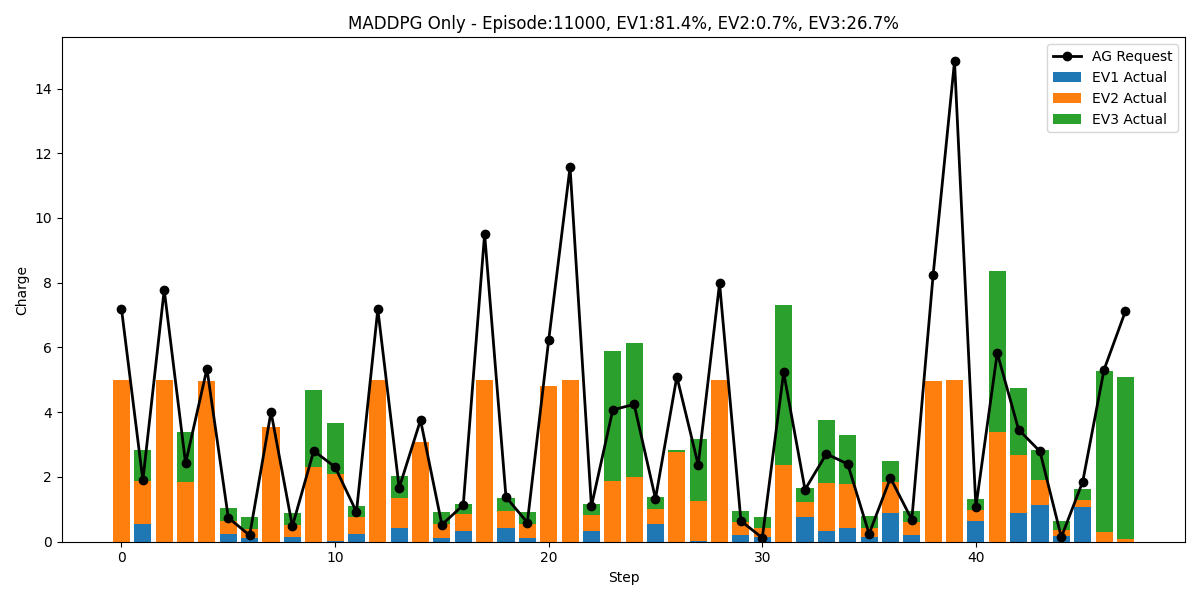 MADDPG Only - Episode:11000, EV1:81.4%, EV2:0.7%, EV3:26.7%
AG Request
EV1 Actual
EV2 Actual
EV3 Actual
Charge
14
12
10
8
6
4
2
0
0 10 20 30 40
Step